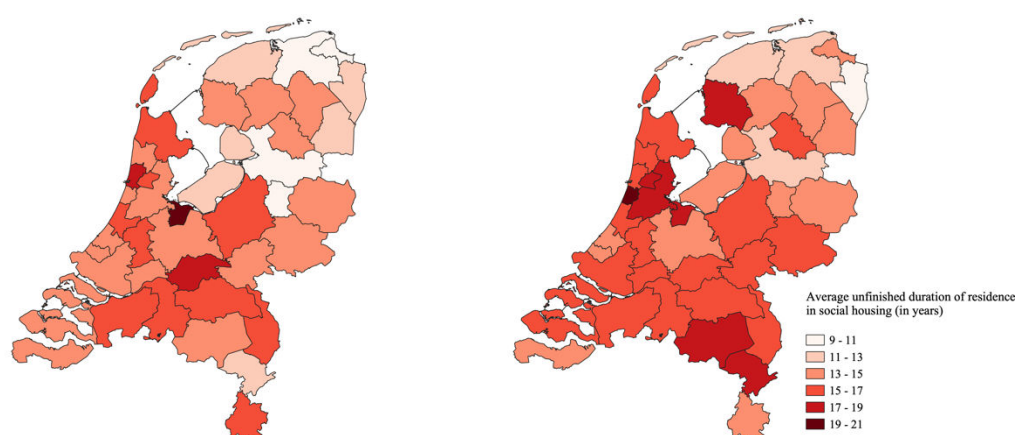 Average unfinished duration of residence
in social housing (in years)
9 - 11
11 - 13
13 - 15
15 - 17
17 - 19
19 - 21